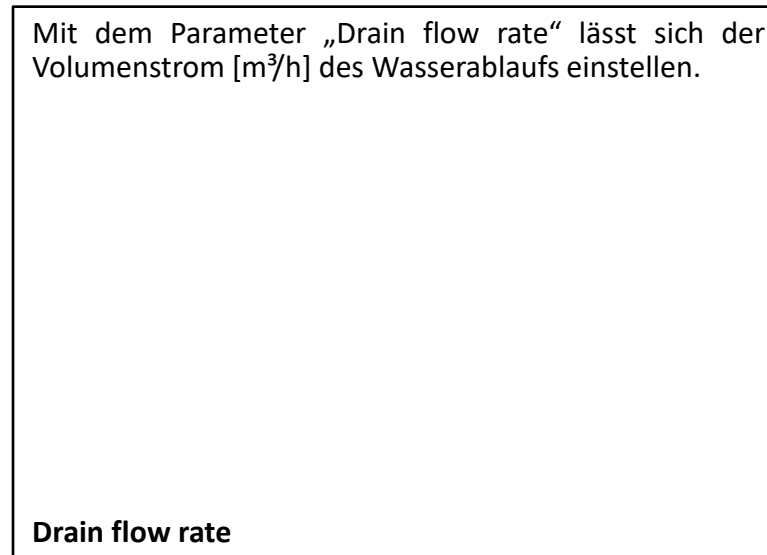 Mit dem Parameter „Drain flow rate“ lässt sich der
Volumenstrom [m³/h] des Wasserablaufs einstellen.
Drain flow rate